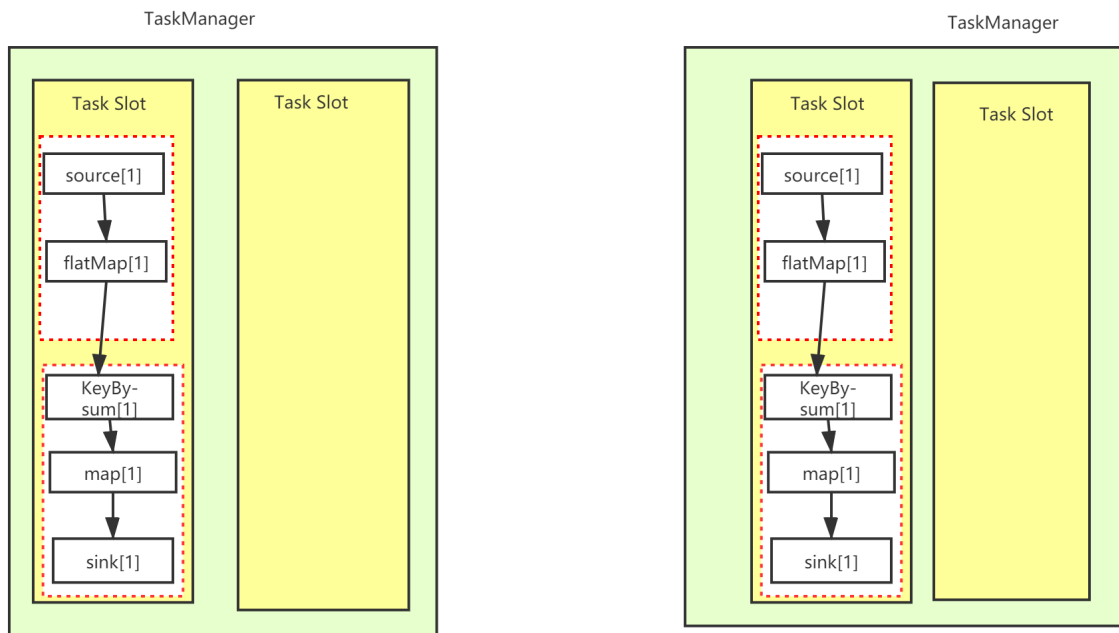 TaskManager
Task Slot
Task Slot
source[1]
flatMap[1]
KeyBy-
sum[1]
map[1]
sink[1]
TaskManager
Task Slot
Task Slot
source[1]
flatMap[1]
KeyBy-
sum[1]
map[1]
sink[1]